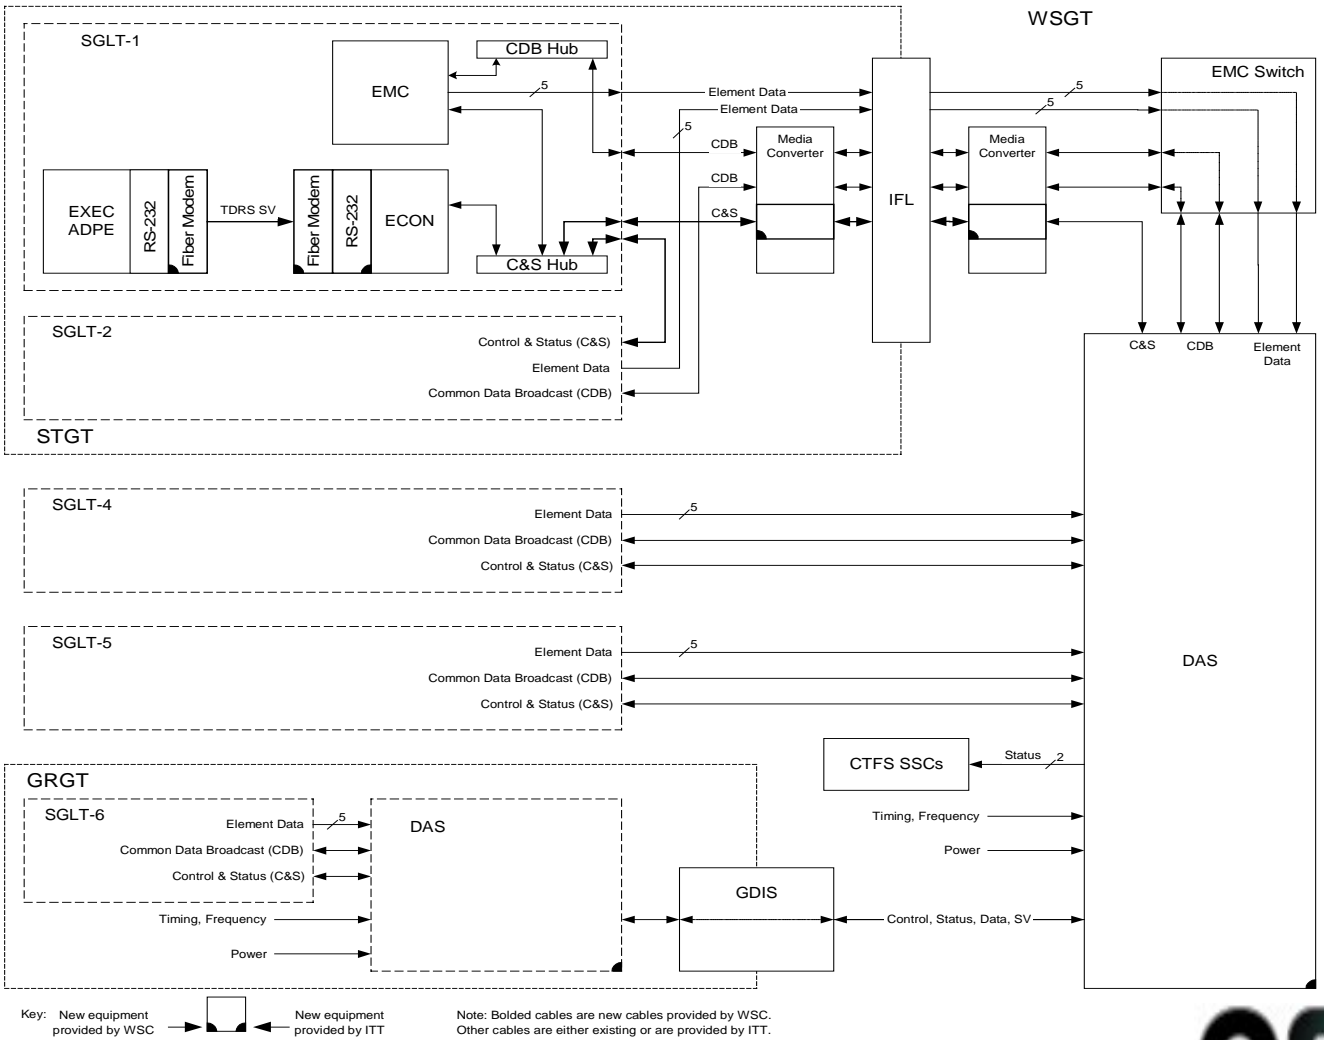 WSGT
SGLT-1
CDB Hub
EMC
5
Element Data
Element Data
5
CDB
CDB
C&S
EXEC
ADPE
RS-232
Fiber Modem
TDRS SV
Fiber Modem
RS-232
ECON
C&S Hub
Media
Converter
IFL
5
5
Media
Converter
EMC Switch
SGLT-2
Control & Status (C&S)
Element Data
Common Data Broadcast (CDB)
STGT
C&S
CDB
Element
Data
SGLT-4
Element Data
5
Common Data Broadcast (CDB)
Control & Status (C&S)
SGLT-5
Element Data
5
Common Data Broadcast (CDB)
Control & Status (C&S)
DAS
CTFS SSCs
Status
2
Timing, Frequency
Power
GRGT
SGLT-6
Element Data
5
Common Data Broadcast (CDB)
Control & Status (C&S)
DAS
Timing, Frequency
Power
GDIS
Control, Status, Data, SV
Key: New equipment
provided by WSC
New equipment
provided by ITT
Note: Bolded cables are new cables provided by WSC.
Other cables are either existing or are provided by ITT.